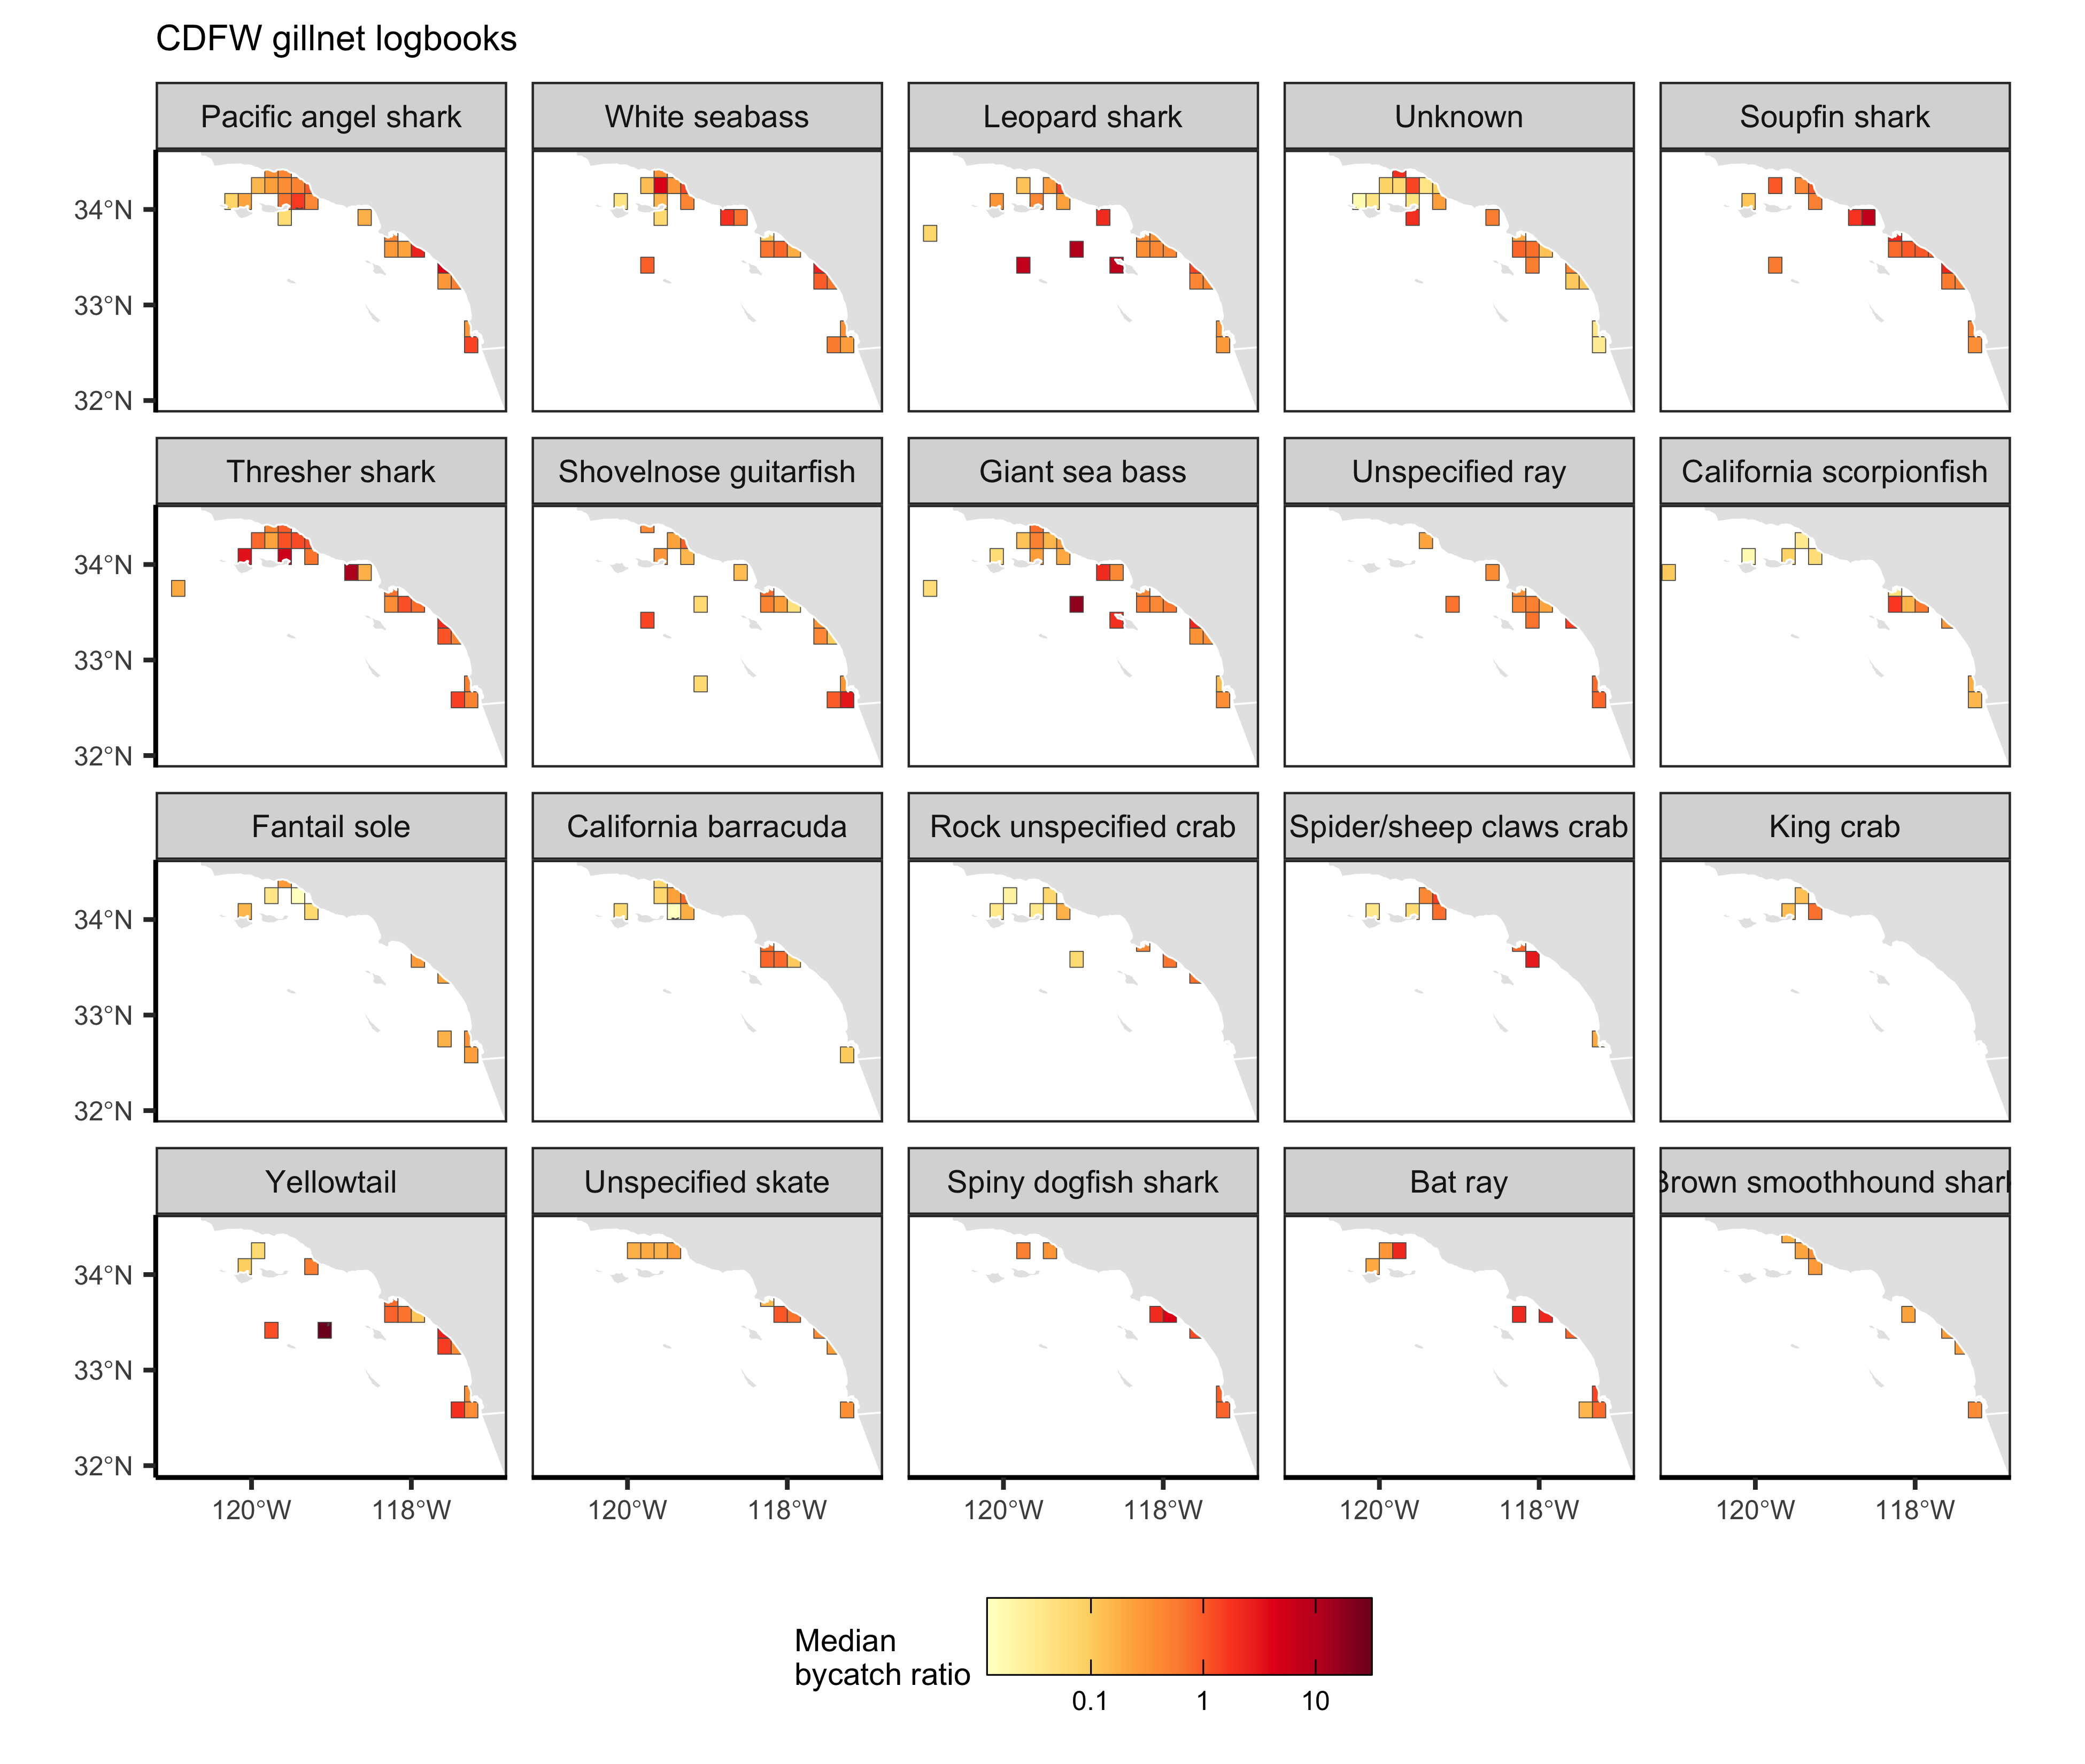 CDFW gillnet logbooks
Pacific angel shark White seabass Leopard shark Unknown Soupfin shark
34°N
33°N
32°N
Thresher shark Shovelnose guitarfish Giant sea bass Unspecified ray California scorpionfish
34°N
33°N
32°N
Fantail sole California barracuda Rock unspecified crab Spider/sheep claws crab King crab
34°N
33°N
32°N
Yellowtail Unspecified skate Spiny dogfish shark Bat ray Brown smoothhound shark
34°N
33°N
32°N
120°W 118°W 120°W 118°W 120°W 118°W 120°W 118°W 120°W 118°W
Median
bycatch ratio
0.1 1 10